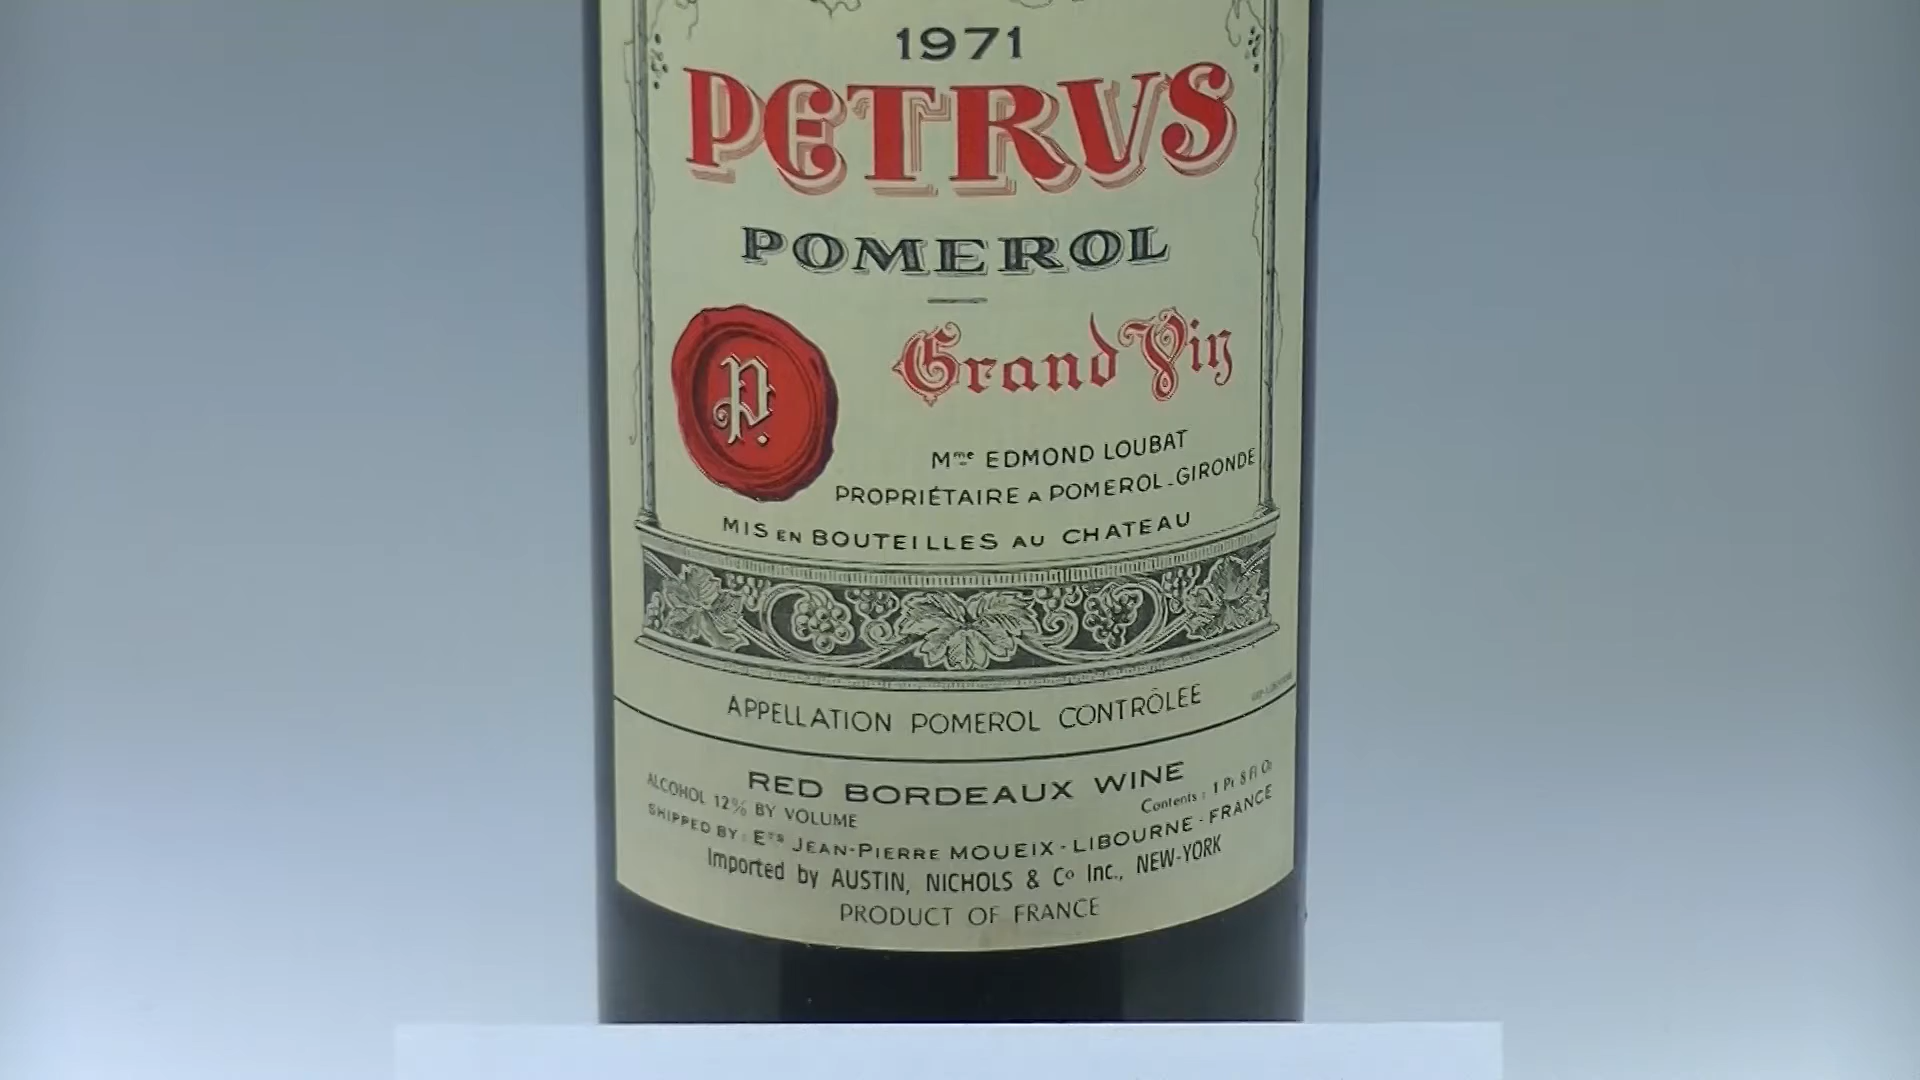 1971
PETRVS
POMEROL
P.
Grand Vin
Mme EDMOND LOUBAT
PROPRIÉTAIRE A POMEROL-GIRONDE
MIS EN BOUTEILLES AU CHATEAU
APPELLATION POMEROL CONTRÔLÉE
RED BORDEAUX WINE
ALCOHOL 12% BY VOLUME
Contents: 1 Pt 8 Fl Oz
SHIPPED BY: Ets JEAN-PIERRE MOUEIX - LIBOURNE - FRANCE
Imported by AUSTIN, NICHOLS & Co Inc., NEW-YORK
PRODUCT OF FRANCE